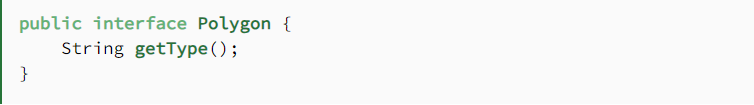 public interface Polygon {
    String getType();
}